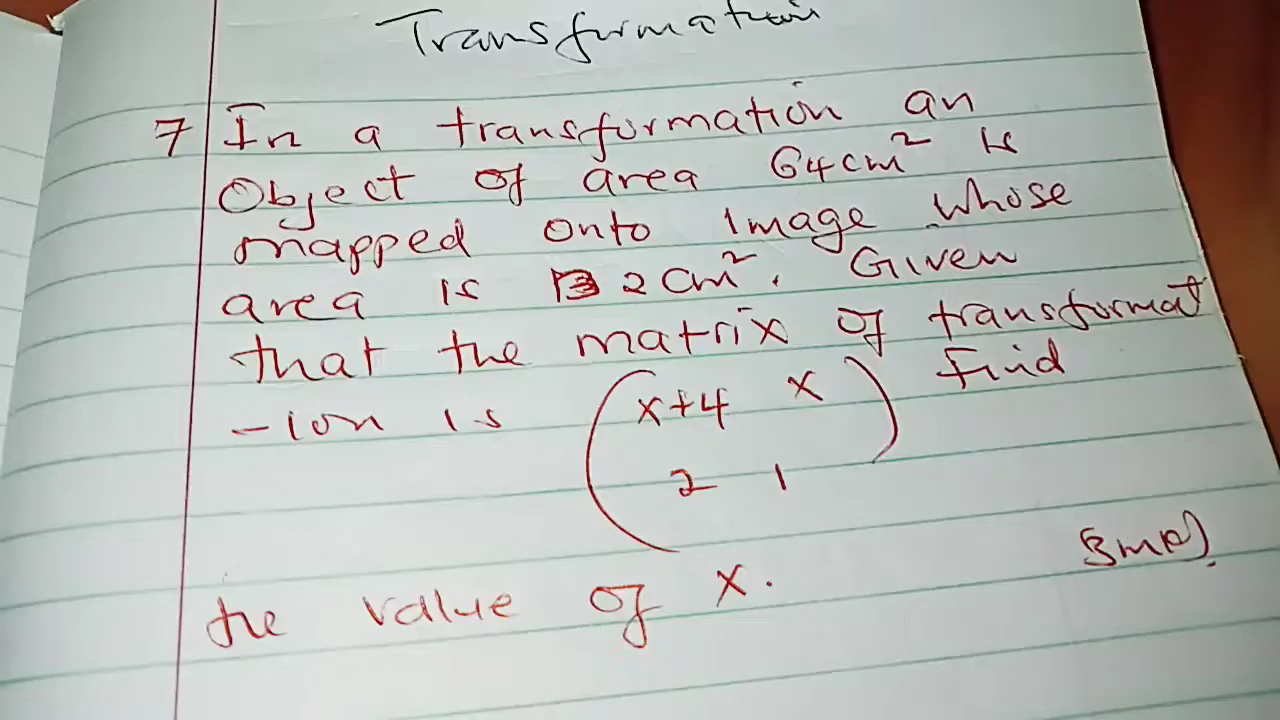 Transformation
7 In a transformation an
Object of area 64cm² is
mapped onto image whose
area is 32cm². Given
that the matrix of transformat
-ion is (x+4 x) find
2 1
the value of x. 3mks